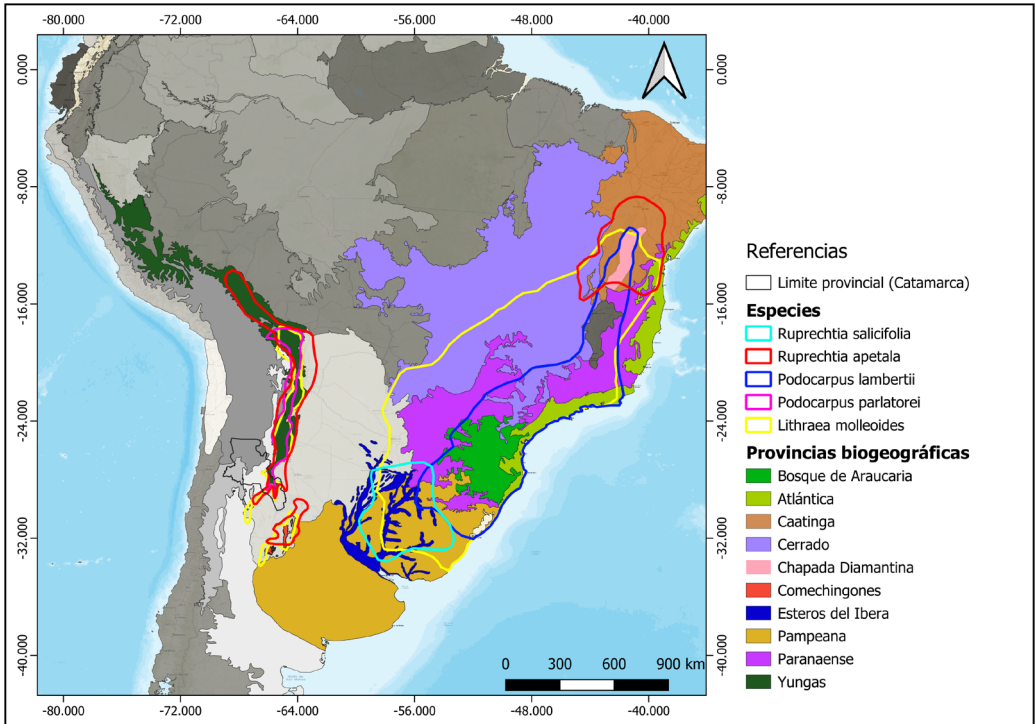 -80.000 -72.000 -64.000 -56.000 -48.000 -40.000
0.000 0.000
-8.000 -8.000
-16.000 -16.000
-24.000 -24.000
-32.000 -32.000
-40.000 -40.000
0 300 600 900 km
-80.000 -72.000 -64.000 -56.000 -48.000 -40.000
Referencias
Limite provincial (Catamarca)
Especies
Ruprechtia salicifolia
Ruprechtia apetala
Podocarpus lambertii
Podocarpus parlatorei
Lithraea molleoides
Provincias biogeográficas
Bosque de Araucaria
Atlántica
Caatinga
Cerrado
Chapada Diamantina
Comechingones
Esteros del Ibera
Pampeana
Paranaense
Yungas